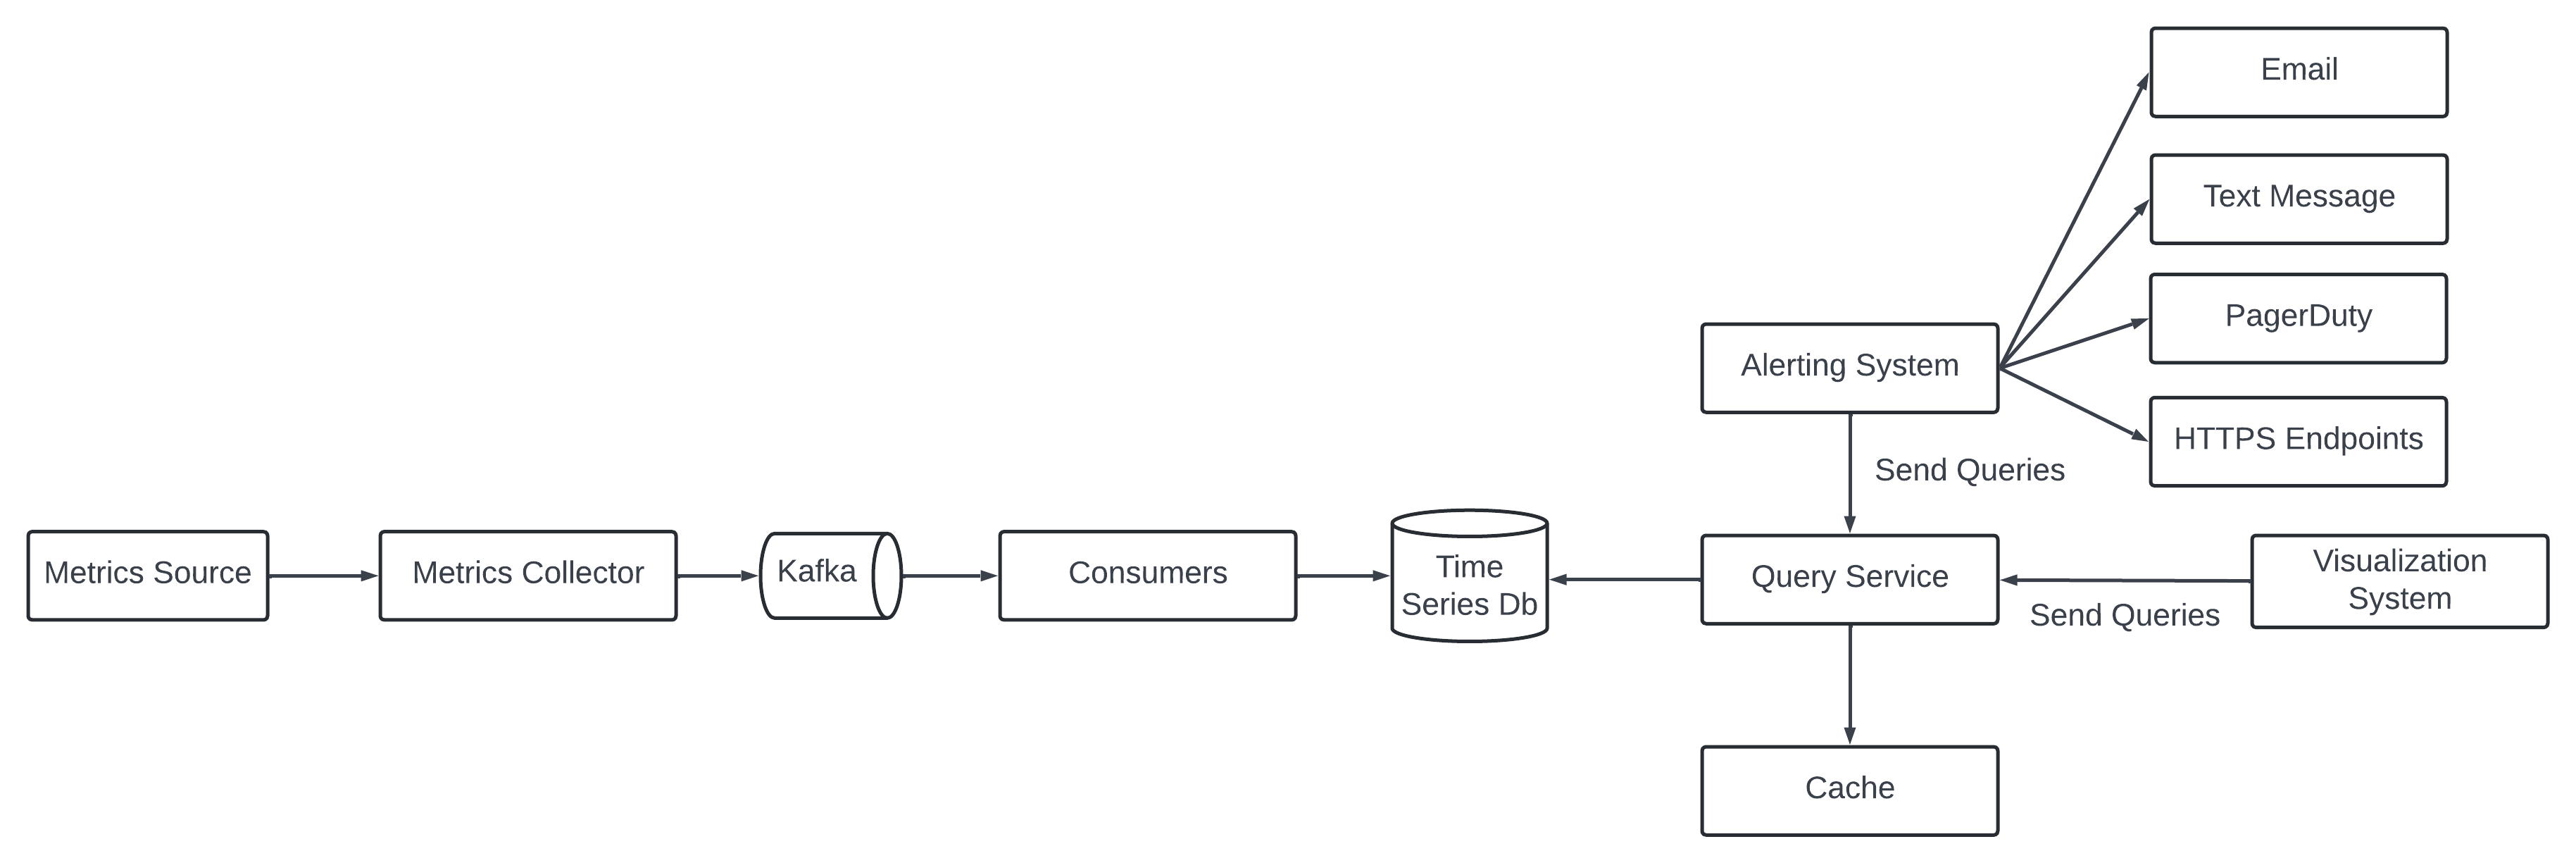 Email
Text Message
PagerDuty
Alerting System
HTTPS Endpoints
Send Queries
Metrics Source
Metrics Collector
Kafka
Consumers
Time
Series Db
Query Service
Visualization
System
Send Queries
Cache